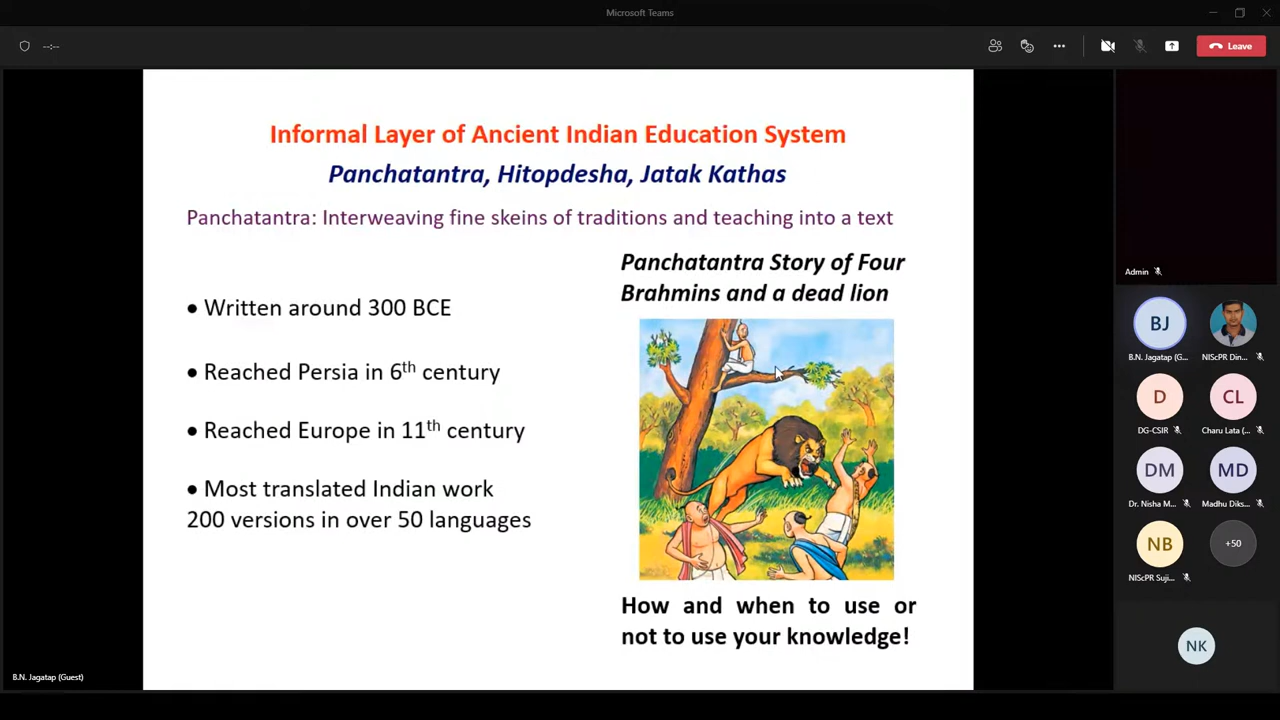 Microsoft Teams
--:--
Leave
Informal Layer of Ancient Indian Education System
Panchatantra, Hitopdesha, Jatak Kathas
Panchatantra: Interweaving fine skeins of traditions and teaching into a text
Panchatantra Story of Four
Brahmins and a dead lion
• Written around 300 BCE
• Reached Persia in 6th century
• Reached Europe in 11th century
• Most translated Indian work
200 versions in over 50 languages
How and when to use or
not to use your knowledge!
B.N. Jagatap (Guest)
Admin
BJ
B.N. Jagatap (G...
NIScPR Din...
D
DG-CSIR
CL
Charu Lata (...
DM
Dr. Nisha M...
MD
Madhu Diks...
NB
NIScPR Suji...
+50
NK